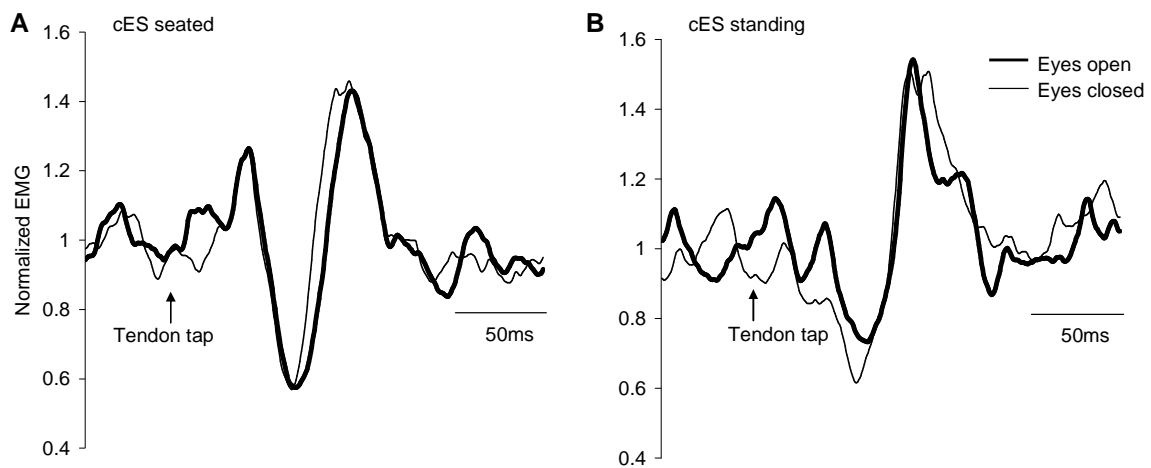 A
cES seated
1.6
1.4
1.2
1
0.8
0.6
0.4
Normalized EMG
Tendon tap
50ms
B
cES standing
1.6
1.4
1.2
1
0.8
0.6
0.4
Eyes open
Eyes closed
Tendon tap
50ms